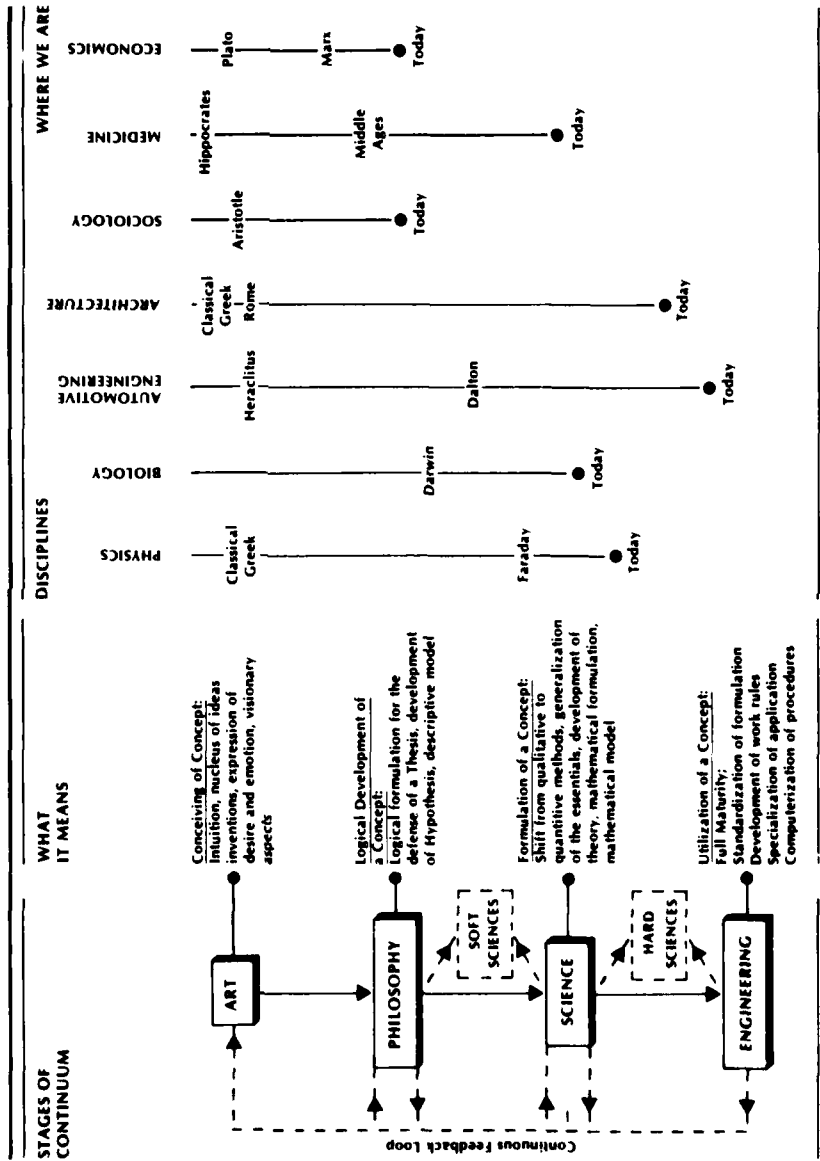 STAGES OF
CONTINUUM
WHAT
IT MEANS
DISCIPLINES
WHERE WE ARE
ART
PHILOSOPHY
SOFT
SCIENCES
SCIENCE
HARD
SCIENCES
ENGINEERING
Continuous Feedback Loop
Conceiving of Concept:
Intuition, nucleus of ideas
inventions, expression of
desire and emotion, visionary
aspects
Logical Development of
a Concept:
Logical formulation for the
defense of a Thesis, development
of Hypothesis, descriptive model
Formulation of a Concept:
Shift from qualitative to
quantitive methods, generalization
of the essentials, development of
theory, mathematical formulation,
mathematical model
Utilization of a Concept:
Full Maturity:
Standardization of formulation
Development of work rules
Specialization of application
Computerization of procedures
PHYSICS
Classical
Greek
Faraday
Today
BIOLOGY
Darwin
Today
AUTOMOTIVE
ENGINEERING
Heraclitus
Dalton
Today
ARCHITECTURE
Classical
Greek
Rome
Today
SOCIOLOGY
Aristotle
Today
MEDICINE
Hippocrates
Middle
Ages
Today
ECONOMICS
Plato
Marx
Today